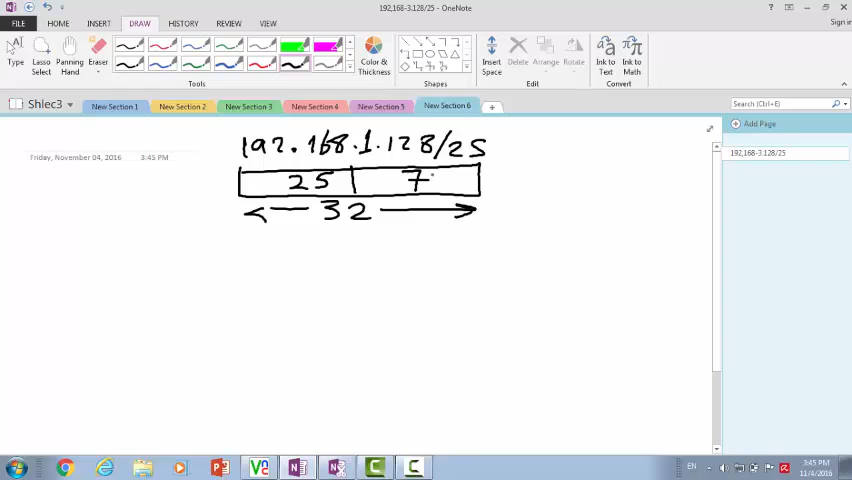 192,168-3.128/25 - OneNote
FILE HOME INSERT DRAW HISTORY REVIEW VIEW
Sign in
Type Lasso Select Panning Hand Eraser Color & Thickness Insert Space Delete Arrange Rotate Ink to Text Ink to Math
Tools Shapes Edit Convert
Shlec3 New Section 1 New Section 2 New Section 3 New Section 4 New Section 5 New Section 6 Search (Ctrl+E)
Add Page
192,168-3.128/25
Friday, November 04, 2016 3:45 PM
192.168.1.128/25
25 7
32
EN 3:45 PM
11/4/2016